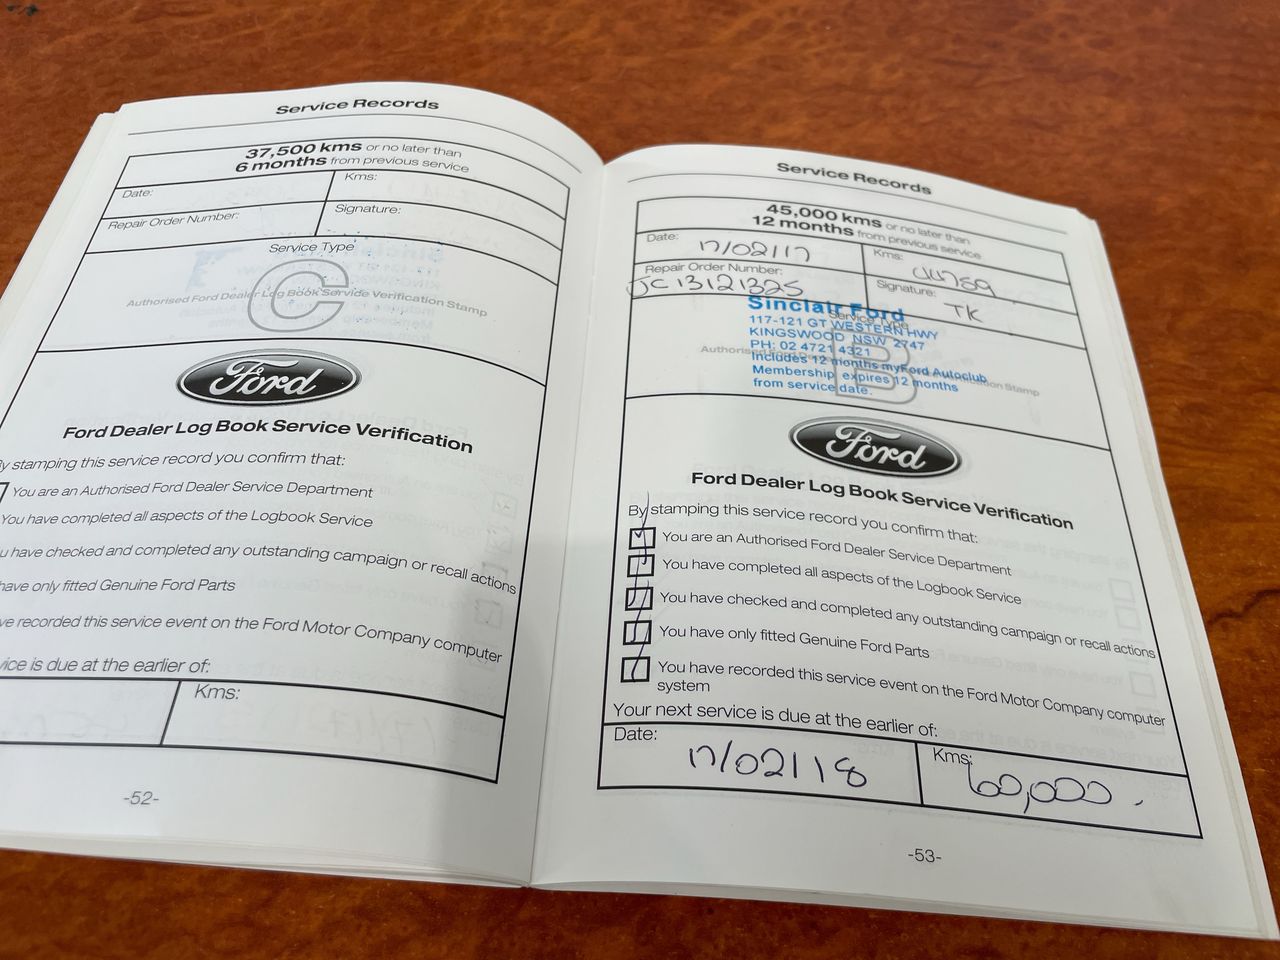 Service Records
37,500 kms or no later than
6 months from previous service
Date:
Kms:
Repair Order Number:
Signature:
Service Type
C
Authorised Ford Dealer Log Book Service Verification Stamp
Ford
Ford Dealer Log Book Service Verification
By stamping this service record you confirm that:
You are an Authorised Ford Dealer Service Department
You have completed all aspects of the Logbook Service
u have checked and completed any outstanding campaign or recall actions
have only fitted Genuine Ford Parts
ve recorded this service event on the Ford Motor Company computer
vice is due at the earlier of:
Kms:
-52-
Service Records
45,000 kms or no later than
12 months from previous service
Date: 17/02/17
Kms:
Repair Order Number:
JC13121325
Signature: TK
Sinclair Ford
Service Type
117-121 GT WESTERN HWY
KINGSWOOD NSW 2747
PH: 02 4721 4321
B
Includes 12 months myFord Autoclub
Membership expires 12 months
from service date.
Ford
Ford Dealer Log Book Service Verification
By stamping this service record you confirm that:
You are an Authorised Ford Dealer Service Department
You have completed all aspects of the Logbook Service
You have checked and completed any outstanding campaign or recall actions
You have only fitted Genuine Ford Parts
You have recorded this service event on the Ford Motor Company computer
system
Your next service is due at the earlier of:
Date: 17/02/18
Kms: 60,000.
-53-